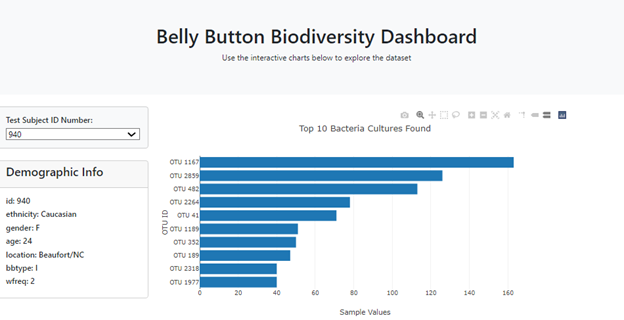 Belly Button Biodiversity Dashboard
Use the interactive charts below to explore the dataset
Test Subject ID Number:
940
Demographic Info
id: 940
ethnicity: Caucasian
gender: F
age: 24
location: Beaufort/NC
bbtype: I
wfreq: 2
Top 10 Bacteria Cultures Found
OTU ID
OTU 1167
OTU 2859
OTU 482
OTU 2264
OTU 41
OTU 1189
OTU 352
OTU 189
OTU 2318
OTU 1977
0 20 40 60 80 100 120 140 160
Sample Values